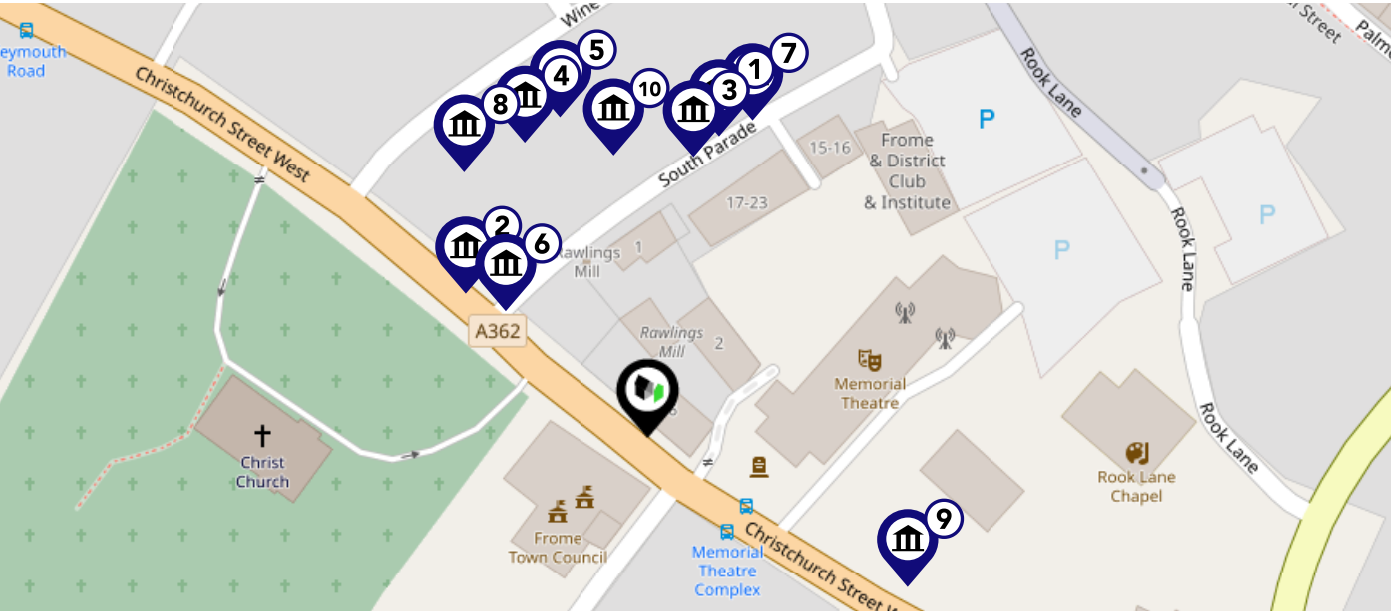 Wine
Street
Palm
eymouth
Road
Christchurch Street West
Rook Lane
5
7
4
1
10
3
8
P
South Parade
15-16
Frome
& District
Club
& Institute
17-23
P
P
Rook Lane
2
6
1
Rawlings
Mill
A362
Rawlings
Mill
2
Memorial
Theatre
Christ
Church
Rook Lane
Rook Lane
Chapel
Frome
Town Council
9
Memorial
Theatre
Complex
Christchurch Street W